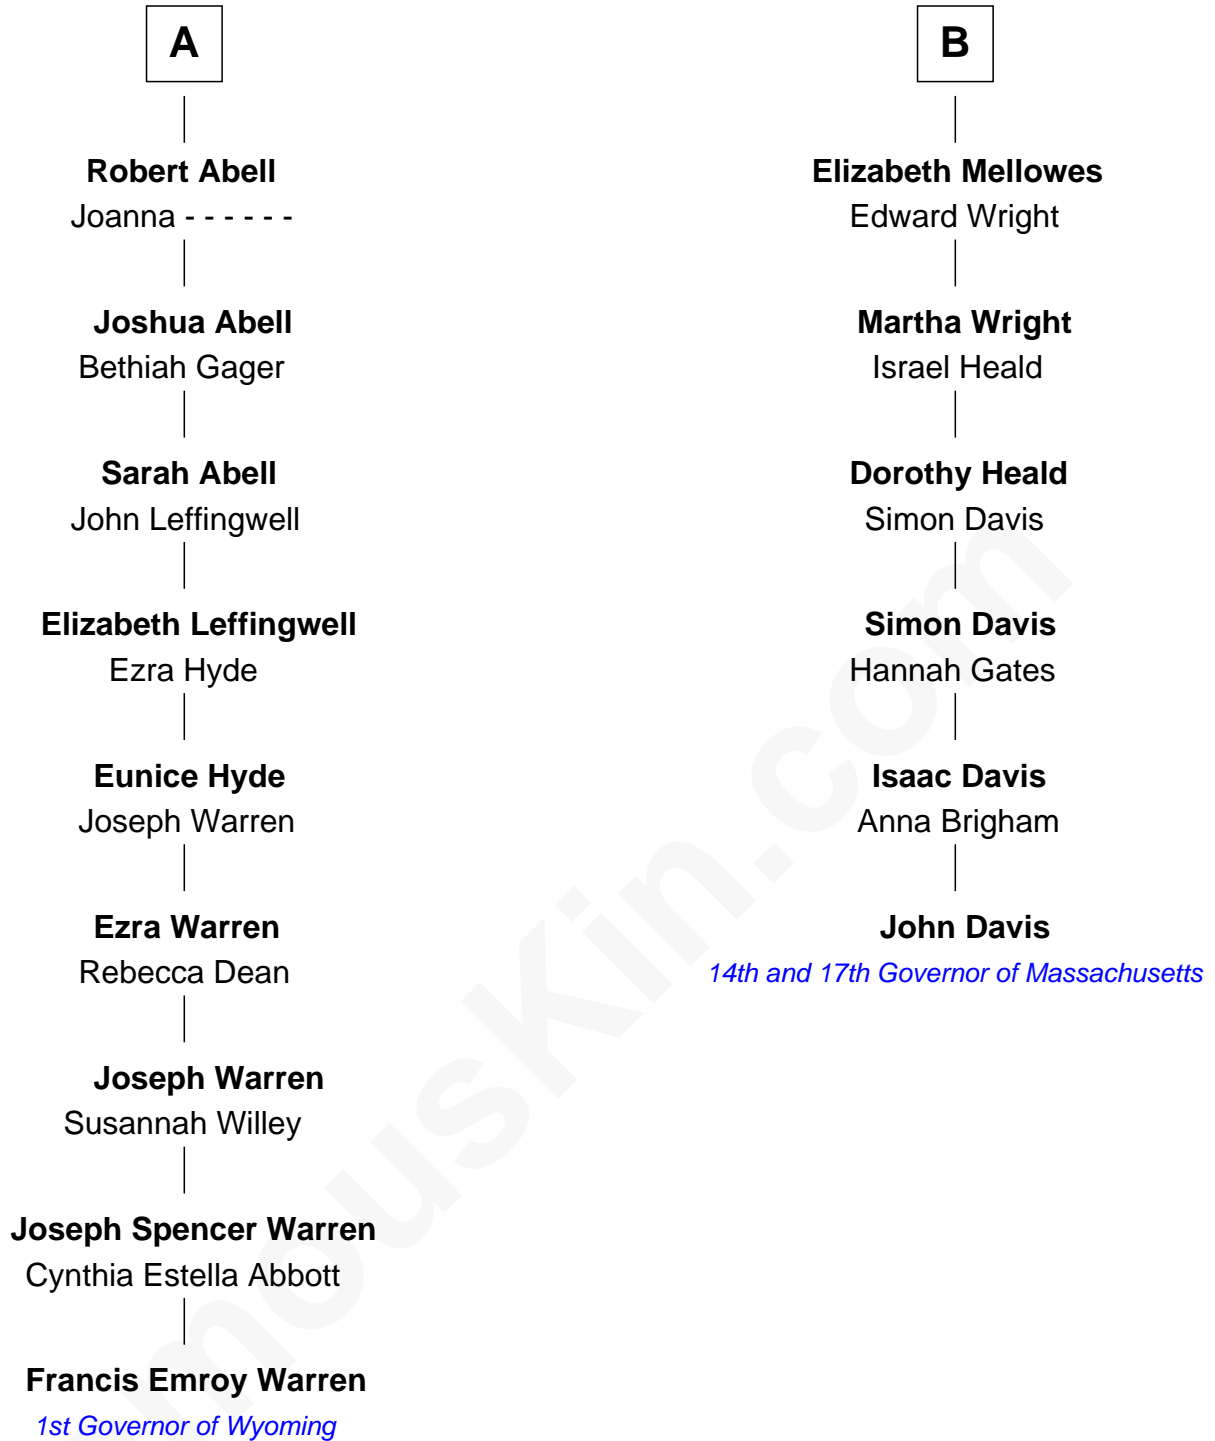 A
Robert Abell
Joanna - - - - - -
Joshua Abell
Bethiah Gager
Sarah Abell
John Leffingwell
Elizabeth Leffingwell
Ezra Hyde
Eunice Hyde
Joseph Warren
Ezra Warren
Rebecca Dean
Joseph Warren
Susannah Willey
Joseph Spencer Warren
Cynthia Estella Abbott
Francis Emroy Warren
1st Governor of Wyoming
B
Elizabeth Mellowes
Edward Wright
Martha Wright
Israel Heald
Dorothy Heald
Simon Davis
Simon Davis
Hannah Gates
Isaac Davis
Anna Brigham
John Davis
14th and 17th Governor of Massachusetts
mousKin.com